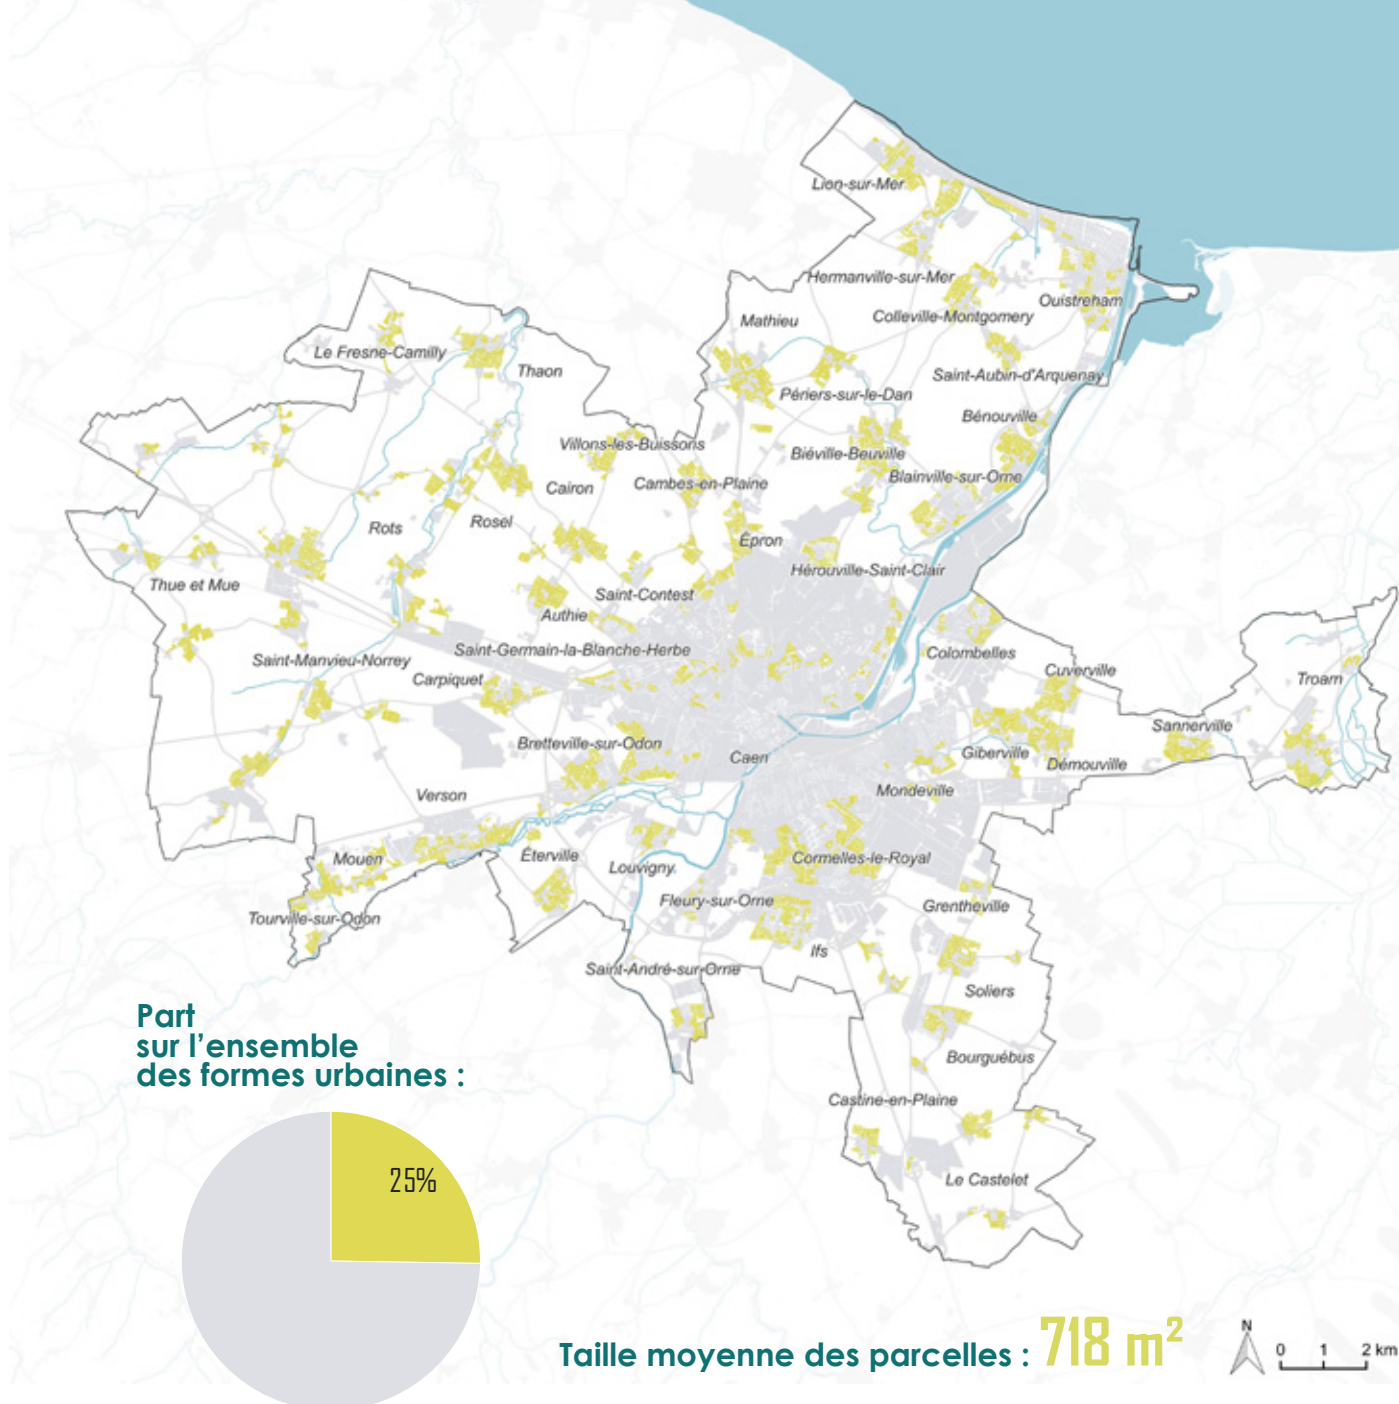 Lion-sur-Mer
Hermanville-sur-Mer
Ouistreham
Colleville-Montgomery
Mathieu
Le Fresne-Camilly
Thaon
Saint-Aubin-d'Arquenay
Périers-sur-le-Dan
Bénouville
Villons-les-Buissons
Biéville-Beuville
Blainville-sur-Orne
Cambes-en-Plaine
Cairon
Rosel
Rots
Épron
Hérouville-Saint-Clair
Thue et Mue
Saint-Contest
Authie
Saint-Germain-la-Blanche-Herbe
Colombelles
Saint-Manvieu-Norrey
Carpiquet
Cuverville
Troarn
Sannerville
Bretteville-sur-Odon
Caen
Giberville
Démouville
Verson
Mondeville
Mouen
Éterville
Louvigny
Cormelles-le-Royal
Fleury-sur-Orne
Grentheville
Tourville-sur-Odon
Ifs
Saint-André-sur-Orne
Soliers
Bourguébus
Castine-en-Plaine
Le Castelet
Part
sur l'ensemble
des formes urbaines :
25%
Taille moyenne des parcelles : 718 m²
N
0 1 2 km